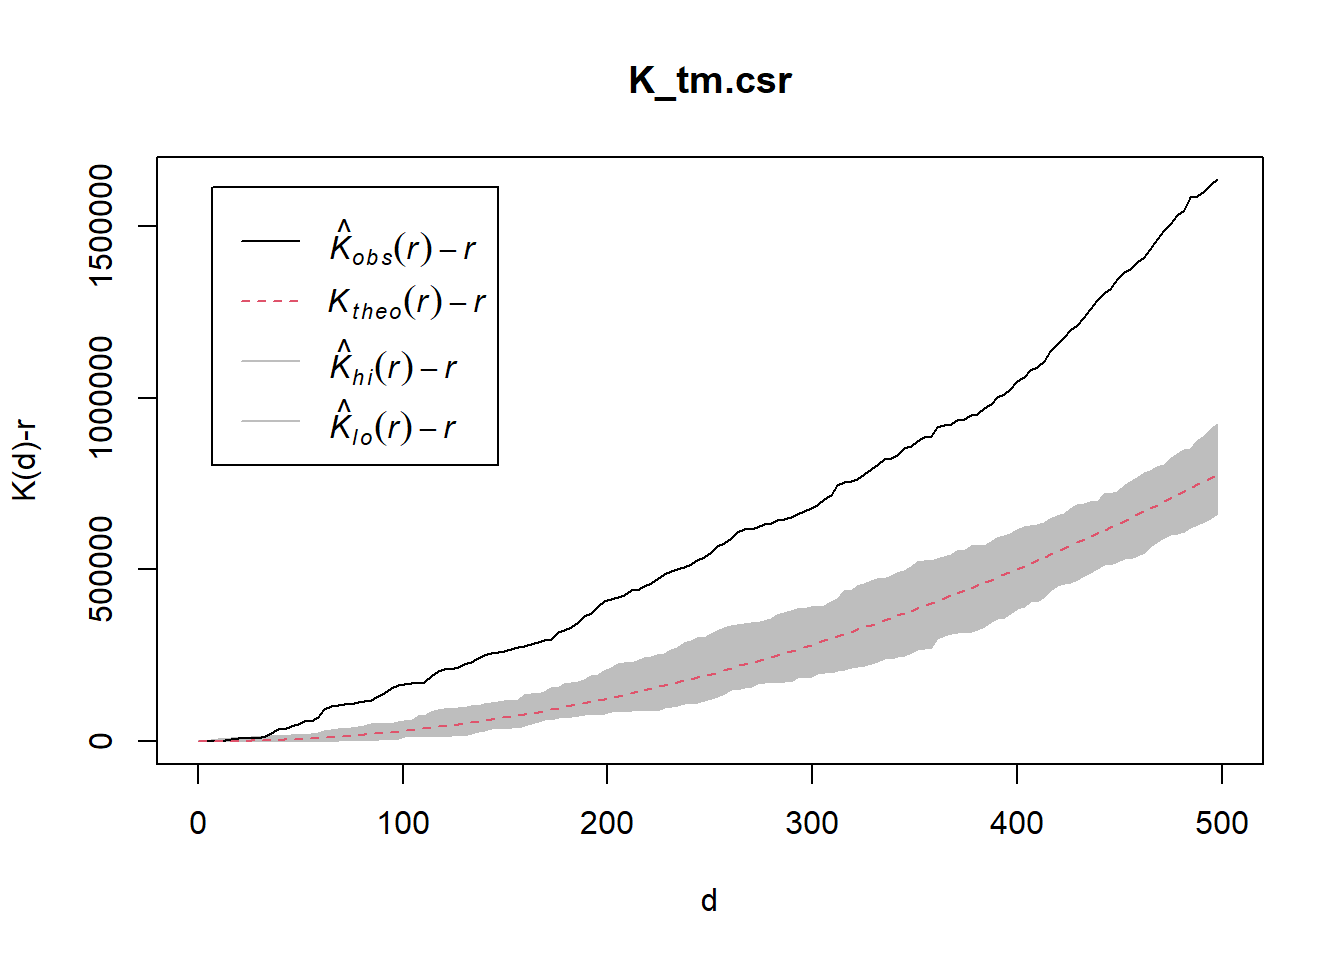 K_tm.csr
K̂obs(r) − r
Ktheo(r) − r
K̂hi(r) − r
K̂lo(r) − r
K(d)-r
0
500000
1000000
1500000
0 100 200 300 400 500
d